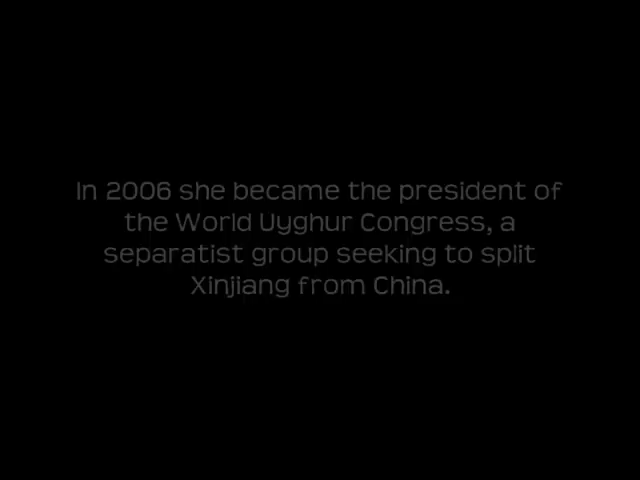 In 2006 she became the president of
the World Uyghur Congress, a
separatist group seeking to split
Xinjiang from China.